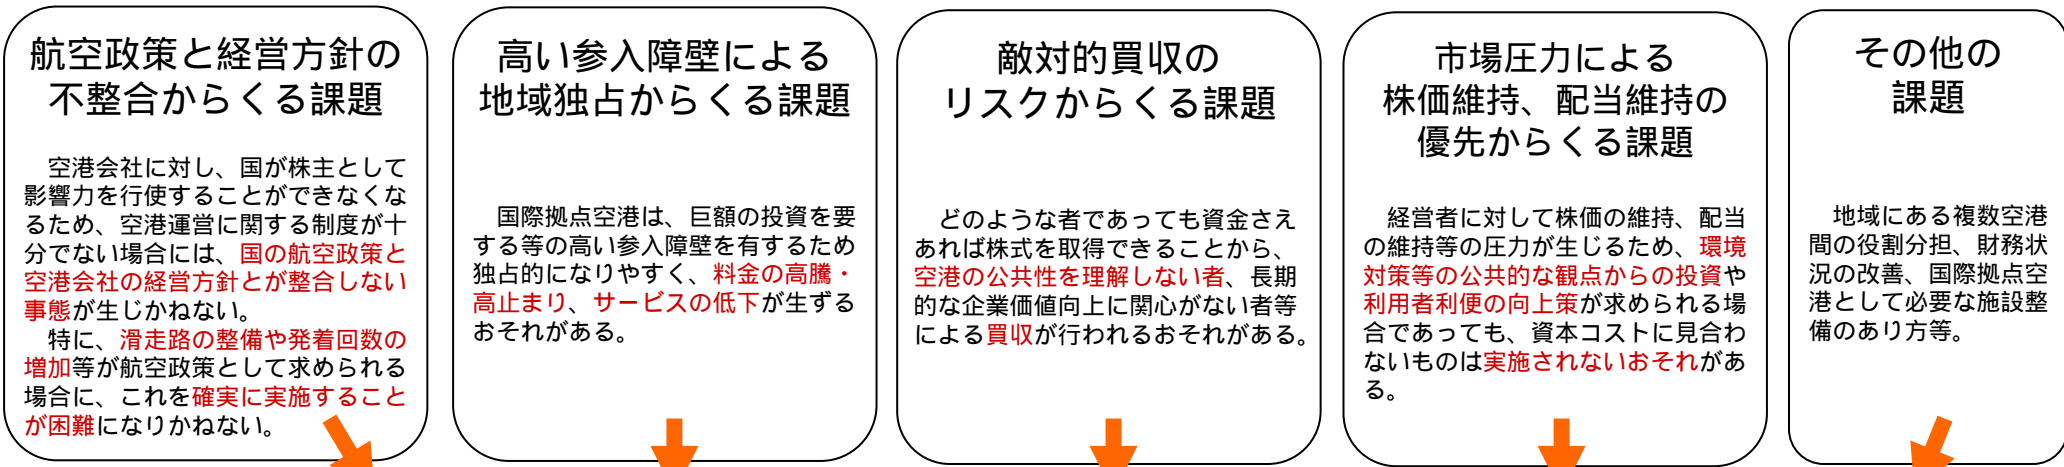 航空政策と経営方針の
不整合からくる課題
　空港会社に対し、国が株主として
影響力を行使することができなくな
るため、空港運営に関する制度が十
分でない場合には、国の航空政策と
空港会社の経営方針とが整合しない
事態が生じかねない。
　特に、滑走路の整備や発着回数の
増加等が航空政策として求められる
場合に、これを確実に実施すること
が困難になりかねない。
高い参入障壁による
地域独占からくる課題
　国際拠点空港は、巨額の投資を要
する等の高い参入障壁を有するため
独占的になりやすく、料金の高騰・
高止まり、サービスの低下が生ずる
おそれがある。
敵対的買収の
リスクからくる課題
　どのような者であっても資金さえ
あれば株式を取得できることから、
空港の公共性を理解しない者、長期
的な企業価値向上に関心がない者等
による買収が行われるおそれがある。
市場圧力による
株価維持、配当維持の
優先からくる課題
　経営者に対して株価の維持、配当
の維持等の圧力が生じるため、環境
対策等の公共的な観点からの投資や
利用者利便の向上策が求められる場
合であっても、資本コストに見合わ
ないものは実施されないおそれがあ
る。
その他の
課題
　地域にある複数空港
間の役割分担、財務状
況の改善、国際拠点空
港として必要な施設整
備のあり方等。